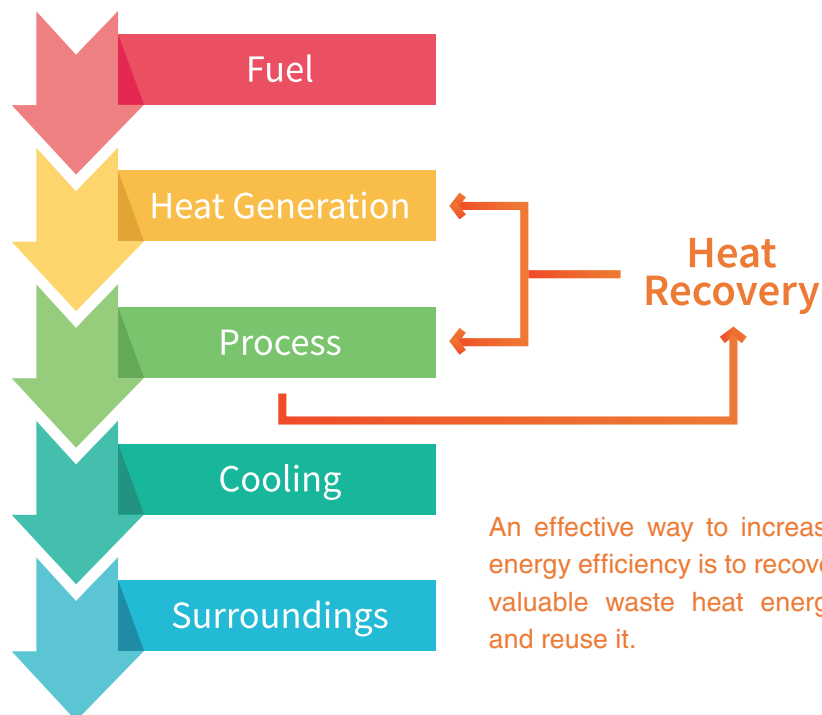 Fuel
Heat Generation
Heat
Recovery
Process
Cooling
An effective way to increas
energy efficiency is to recove
valuable waste heat energ
and reuse it.
Surroundings